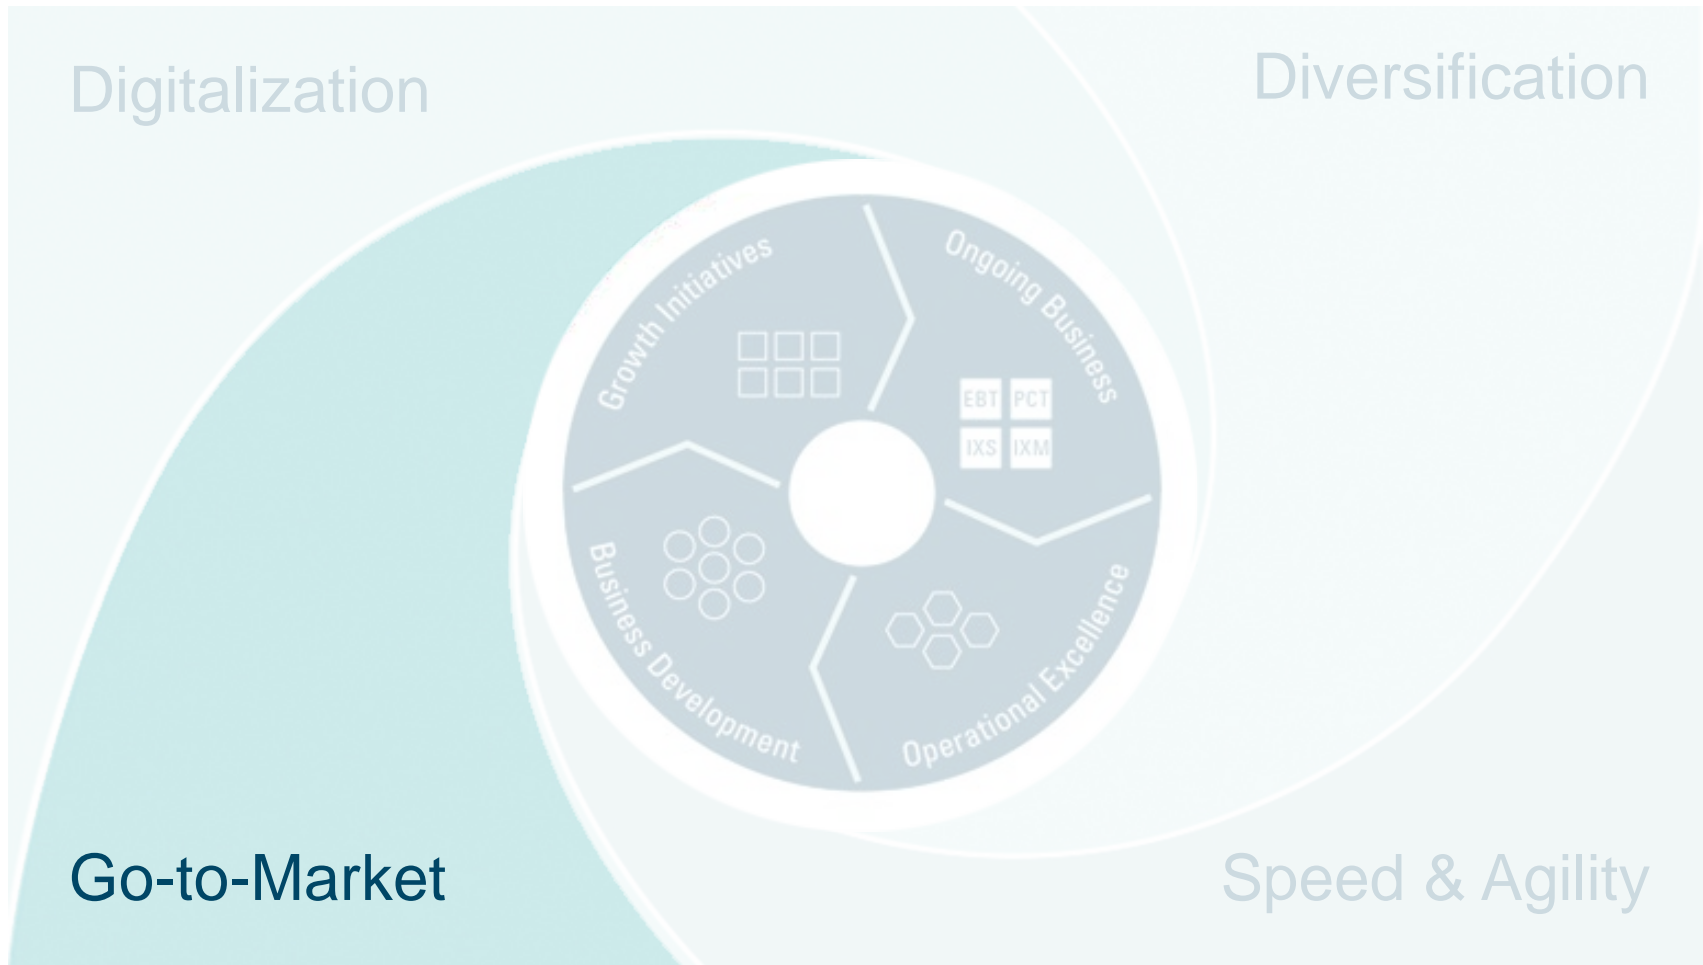 Digitalization
Diversification
Growth Initiatives
Ongoing Business
EBT PCT
IXS IXM
Business Development
Operational Excellence
Go-to-Market
Speed & Agility